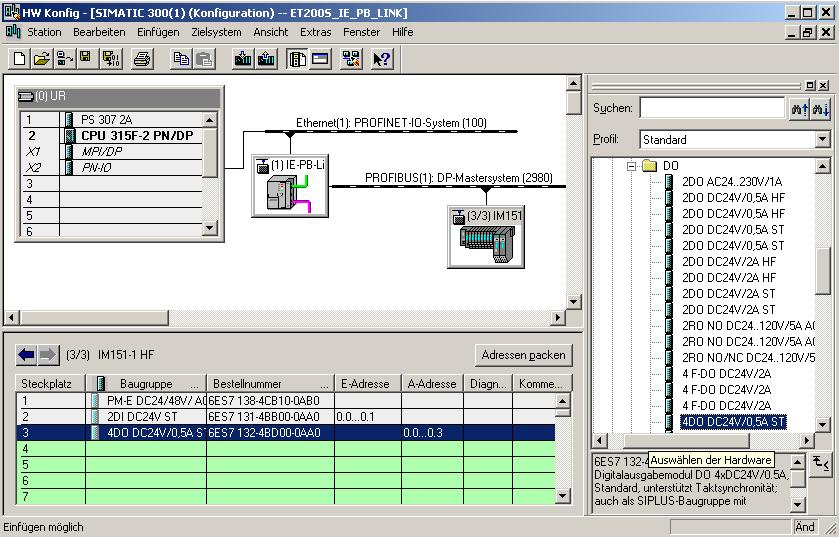 HW Konfig - [SIMATIC 300(1) (Konfiguration) -- ET200S_IE_PB_LINK]
Station Bearbeiten Einfügen Zielsystem Ansicht Extras Fenster Hilfe
(0) UR
1 PS 307 2A
2 CPU 315F-2 PN/DP
X1 MPI/DP
X2 PN-IO
3
4
5
6
Ethernet(1): PROFINET-IO-System (100)
(1) IE-PB-Li
PROFIBUS(1): DP-Mastersystem (2980)
(3/3) IM151
Suchen:
Profil: Standard
DO
2DO AC24..230V/1A
2DO DC24V/0,5A HF
2DO DC24V/0,5A HF
2DO DC24V/0,5A ST
2DO DC24V/0,5A ST
2DO DC24V/2A HF
2DO DC24V/2A HF
2DO DC24V/2A ST
2DO DC24V/2A ST
2RO NO DC24..120V/5A AC
2RO NO DC24..120V/5A AC
2RO NO/NC DC24..120V/5
4 F-DO DC24V/2A
4 F-DO DC24V/2A
4 F-DO DC24V/2A
4DO DC24V/0,5A ST
Auswählen der Hardware
6ES7 132-4
Digitalausgabemodul DO 4xDC24V/0.5A,
Standard, unterstützt Taktsynchronität;
auch als SIPLUS-Baugruppe mit
(3/3) IM151-1 HF
Adressen packen
Steckplatz Baugruppe ... Bestellnummer ... E-Adresse A-Adresse Diagn... Komme...
1 PM-E DC24/48V/ AC 6ES7 138-4CB10-0AB0
2 2DI DC24V ST 6ES7 131-4BB00-0AA0 0.0...0.1
3 4DO DC24V/0,5A ST 6ES7 132-4BD00-0AA0 0.0...0.3
4
5
6
7
Einfügen möglich
Änd